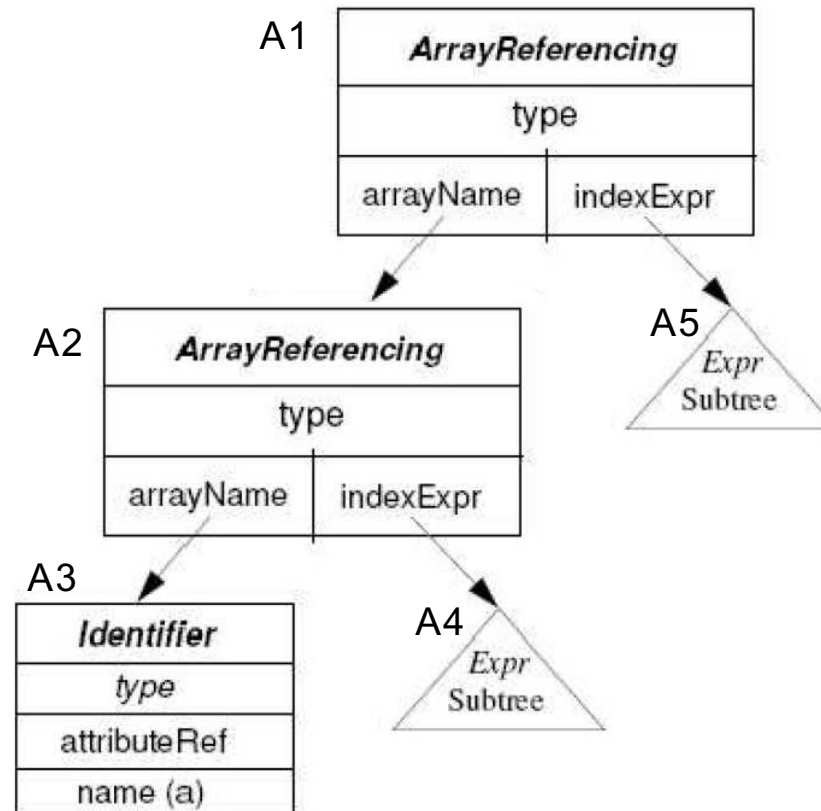 A1
ArrayReferencing
type
arrayName indexExpr
A2
ArrayReferencing
type
arrayName indexExpr
A5
Expr
Subtree
A3
Identifier
type
attributeRef
name (a)
A4
Expr
Subtree